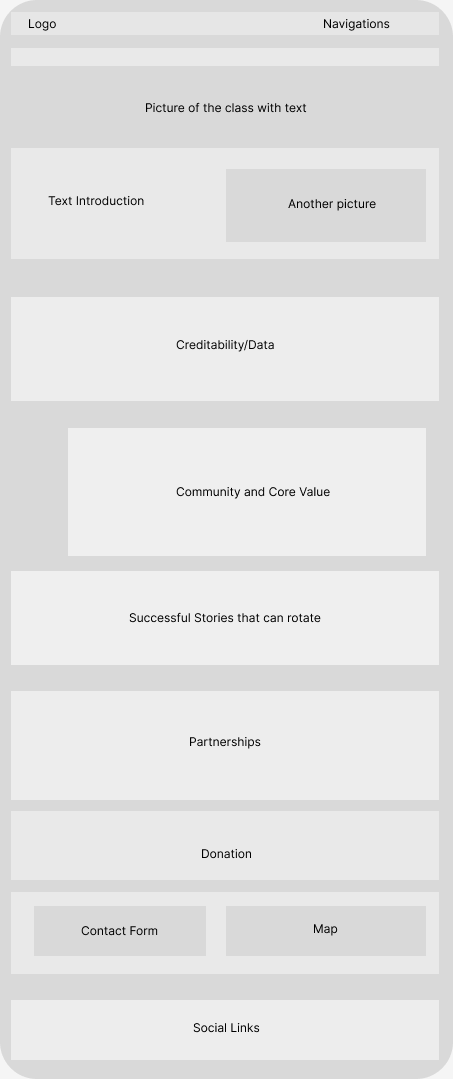 Logo
Navigations
Picture of the class with text
Text Introduction
Another picture
Creditability/Data
Community and Core Value
Successful Stories that can rotate
Partnerships
Donation
Contact Form
Map
Social Links